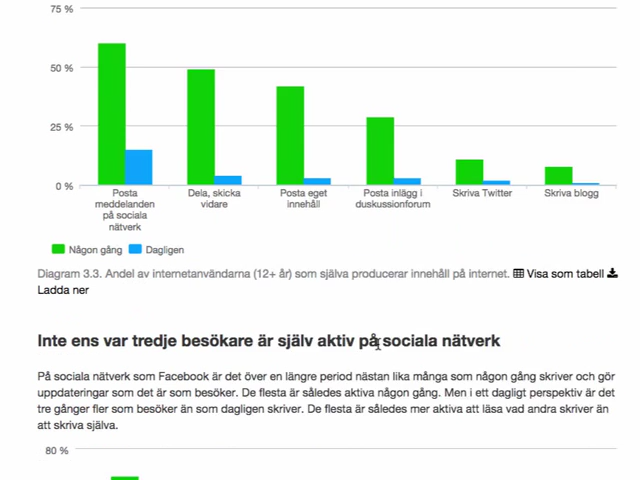 75 %
50 %
25 %
0 %
Posta meddelanden på sociala nätverk
Dela, skicka vidare
Posta eget innehåll
Posta inlägg i duskussionforum
Skriva Twitter
Skriva blogg
Någon gång
Dagligen
Diagram 3.3. Andel av internetanvändarna (12+ år) som själva producerar innehåll på internet. Visa som tabell
Ladda ner
Inte ens var tredje besökare är själv aktiv på sociala nätverk
På sociala nätverk som Facebook är det över en längre period nästan lika många som någon gång skriver och gör
uppdateringar som det är som besöker. De flesta är således aktiva någon gång. Men i ett dagligt perspektiv är det
tre gånger fler som besöker än som dagligen skriver. De flesta är således mer aktiva att läsa vad andra skriver än
att skriva själva.
80 %